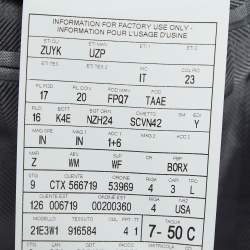 INFORMATION FOR FACTORY USE ONLY -
INFORMATION POUR L'USAGE D'USINE
ZUYK UZP
IT 23
17 20 FPQ7 TAAE
16 K4E NZH24 SCVN42 Y
IN IN 1+6
Z WM WF BORX
9 CTX 566719 53969 4 3 L
126 006719 00200360 4 USA
MODELLO TESSUTO
21E3W1 916584 4 1 7- 50 C